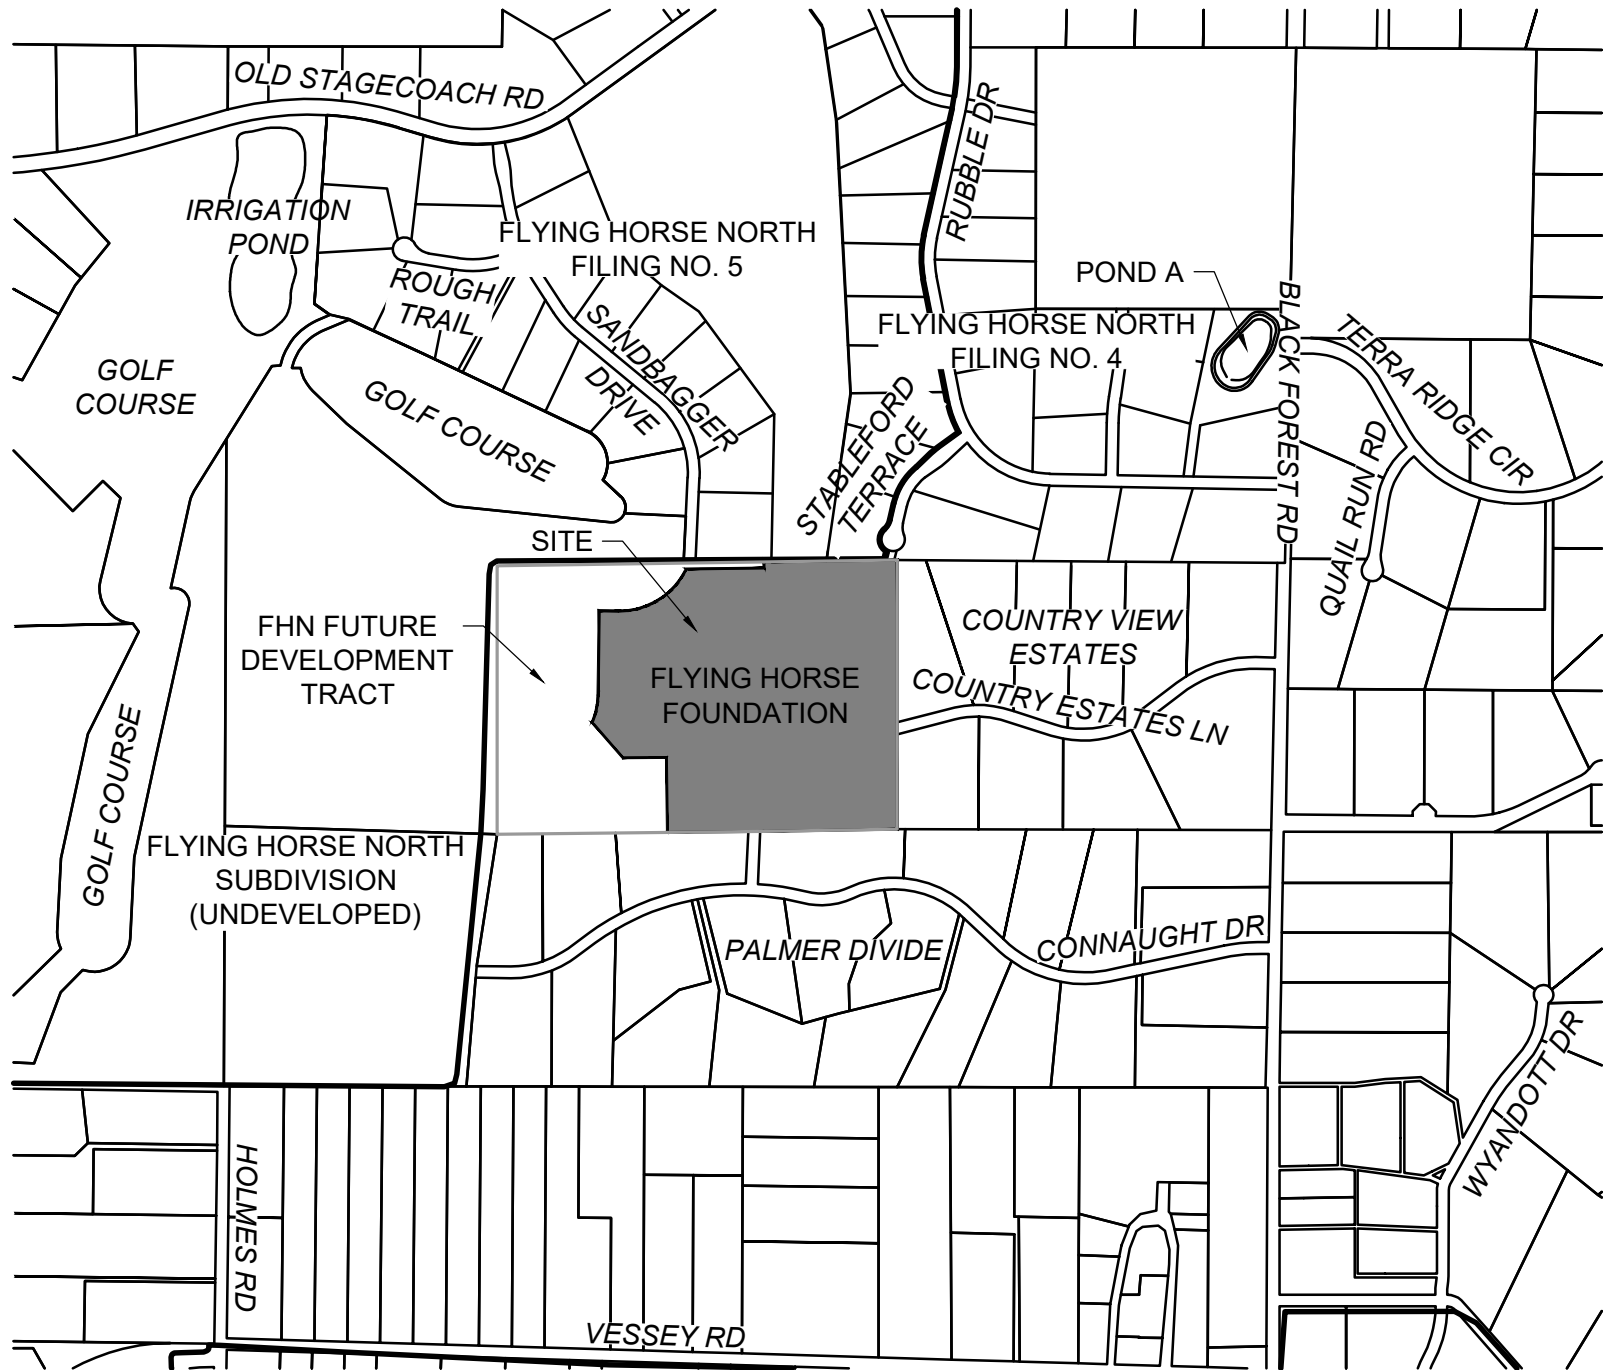 OLD STAGECOACH RD
RUBBLE DR
IRRIGATION
POND
FLYING HORSE NORTH
FILING NO. 5
POND A
ROUGH
TRAIL
SANDBAGGER
DRIVE
FLYING HORSE NORTH
FILING NO. 4
BLACK FOREST RD
TERRA RIDGE CIR
GOLF
COURSE
GOLF COURSE
STABLEFORD
TERRACE
QUAIL RUN RD
SITE
FHN FUTURE
DEVELOPMENT
TRACT
COUNTRY VIEW
ESTATES
FLYING HORSE
FOUNDATION
COUNTRY ESTATES LN
GOLF COURSE
FLYING HORSE NORTH
SUBDIVISION
(UNDEVELOPED)
PALMER DIVIDE
CONNAUGHT DR
WYANDOTT DR
HOLMES RD
VESSEY RD